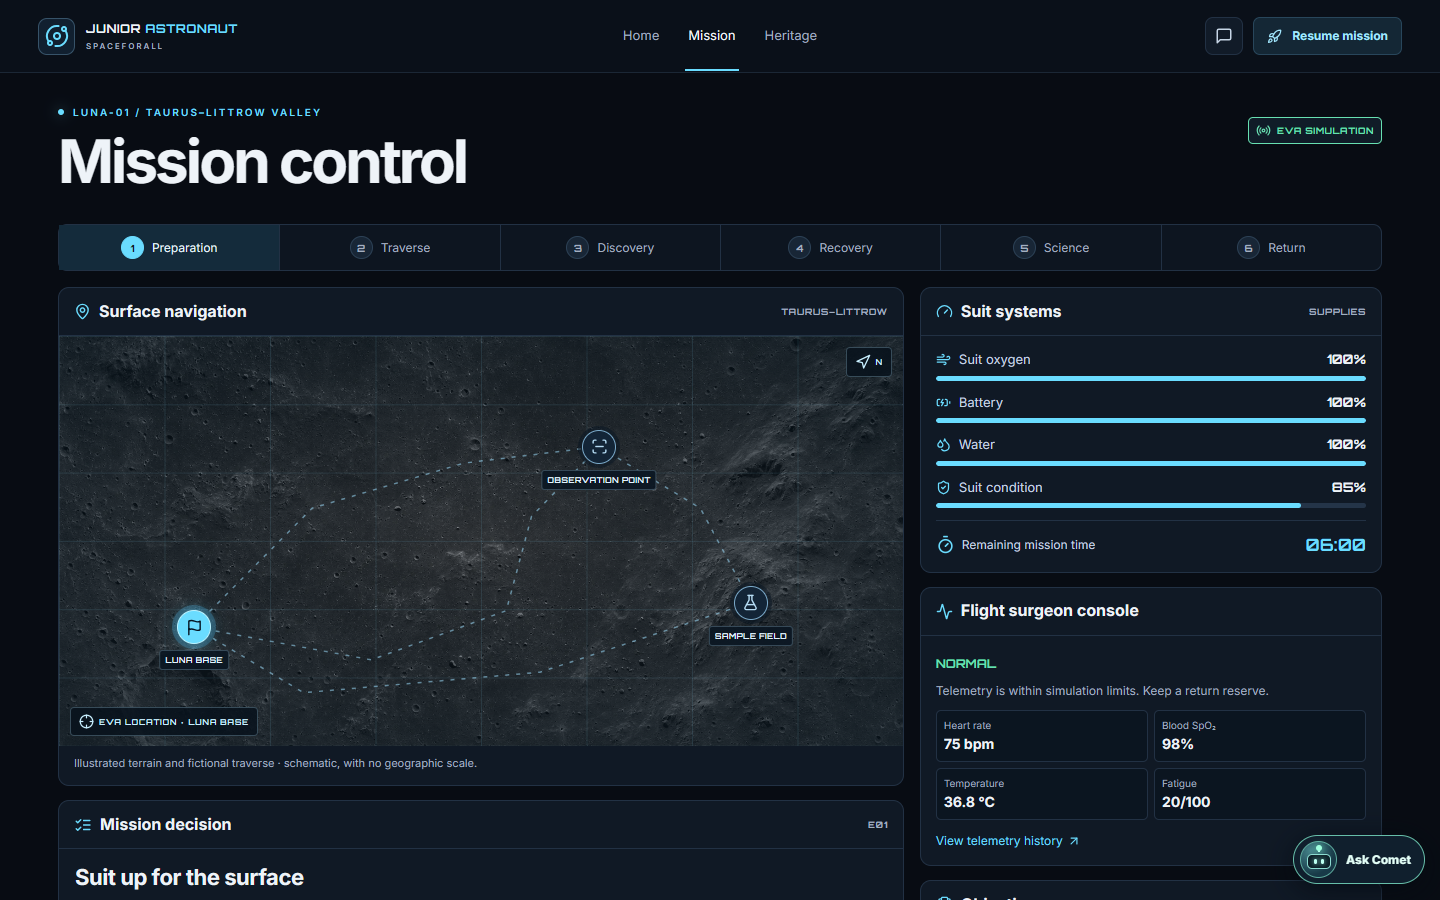 JUNIOR ASTRONAUT
SPACEFORALL
Home
Mission
Heritage
Resume mission
LUNA-01 / TAURUS–LITTROW VALLEY
Mission control
EVA SIMULATION
1 Preparation
2 Traverse
3 Discovery
4 Recovery
5 Science
6 Return
Surface navigation
TAURUS–LITTROW
N
OBSERVATION POINT
SAMPLE FIELD
LUNA BASE
EVA LOCATION · LUNA BASE
Illustrated terrain and fictional traverse · schematic, with no geographic scale.
Mission decision
E01
Suit up for the surface
Suit systems
SUPPLIES
Suit oxygen 100%
Battery 100%
Water 100%
Suit condition 85%
Remaining mission time 06:00
Flight surgeon console
NORMAL
Telemetry is within simulation limits. Keep a return reserve.
Heart rate
75 bpm
Blood SpO₂
98%
Temperature
36.8 °C
Fatigue
20/100
View telemetry history
Ask Comet